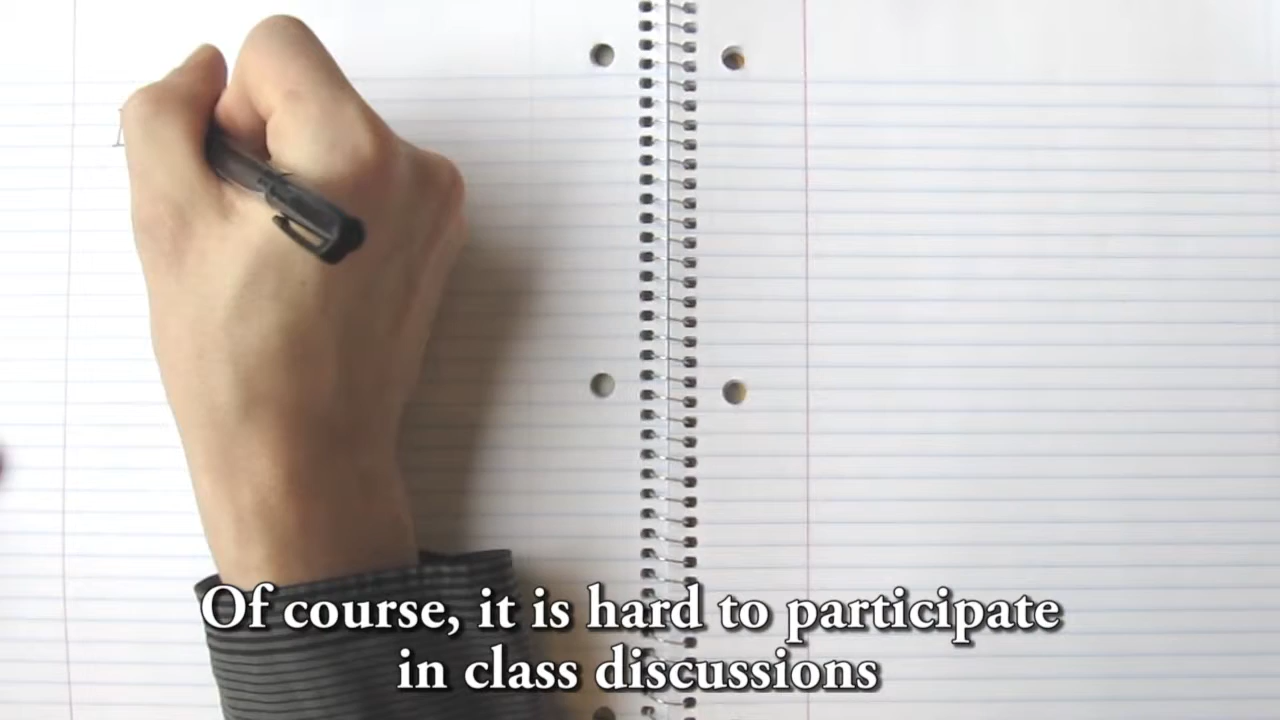 Of course, it is hard to participate
in class discussions